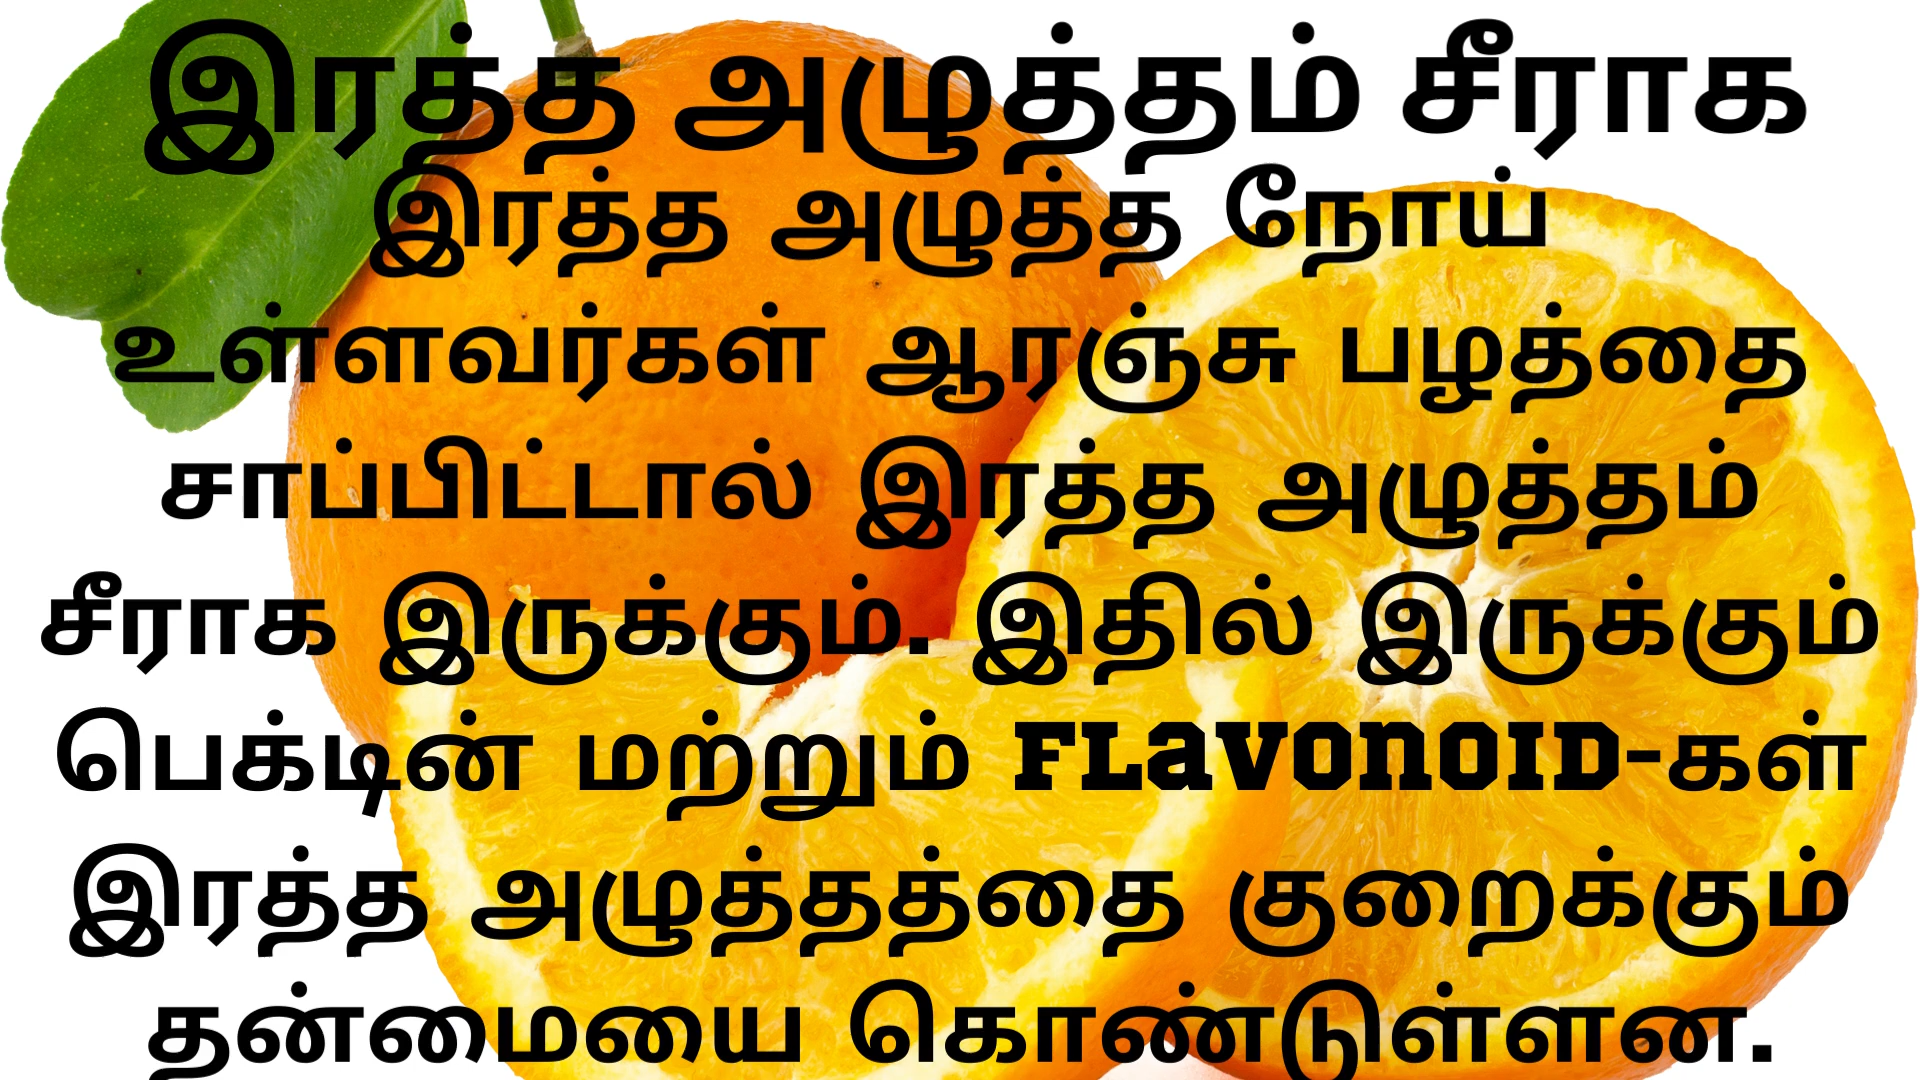 இரத்த அழுத்தம் சீராக
இரத்த அழுத்த நோய்
உள்ளவர்கள் ஆரஞ்சு பழத்தை
சாப்பிட்டால் இரத்த அழுத்தம்
சீராக இருக்கும். இதில் இருக்கும்
பெக்டின் மற்றும் FLavonoID-கள்
இரத்த அழுத்தத்தை குறைக்கும்
தன்மையை கொண்டுள்ளன.